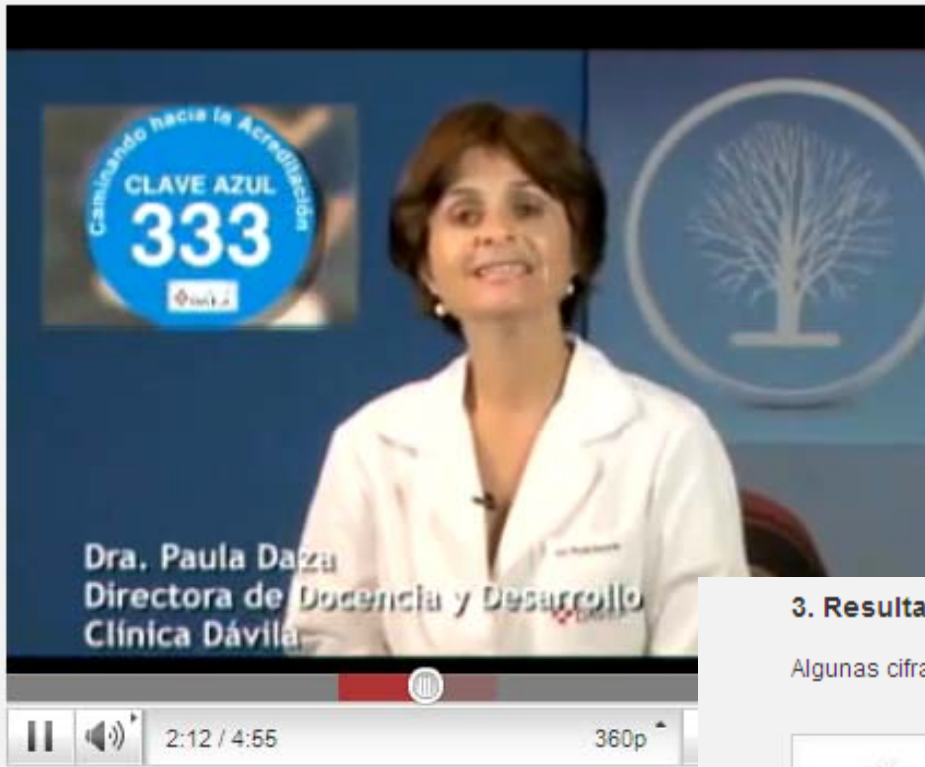 Caminando hacia la Acreditación
CLAVE AZUL
333
Dra. Paula Daza
Directora de Docencia y Desarrollo
Clínica Dávila
2:12 / 4:55
360p
3. Resulta
Algunas cifra